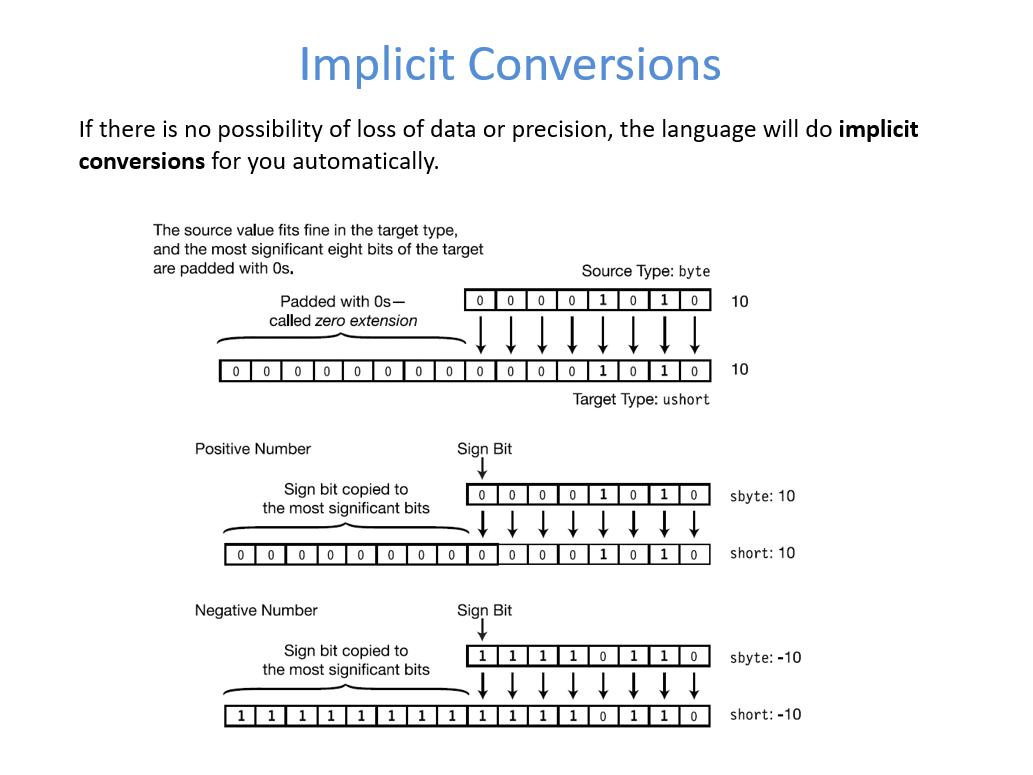 Implicit Conversions
If there is no possibility of loss of data or precision, the language will do implicit
conversions for you automatically.
The source value fits fine in the target type,
and the most significant eight bits of the target
are padded with 0s.
Source Type: byte
Padded with 0s—
called zero extension
0 0 0 0 1 0 1 0 10
0 0 0 0 0 0 0 0 0 0 0 0 1 0 1 0 10
Target Type: ushort
Positive Number Sign Bit
Sign bit copied to
the most significant bits
0 0 0 0 1 0 1 0 sbyte: 10
0 0 0 0 0 0 0 0 0 0 0 0 1 0 1 0 short: 10
Negative Number Sign Bit
Sign bit copied to
the most significant bits
1 1 1 1 0 1 1 0 sbyte: -10
1 1 1 1 1 1 1 1 1 1 1 1 0 1 1 0 short: -10